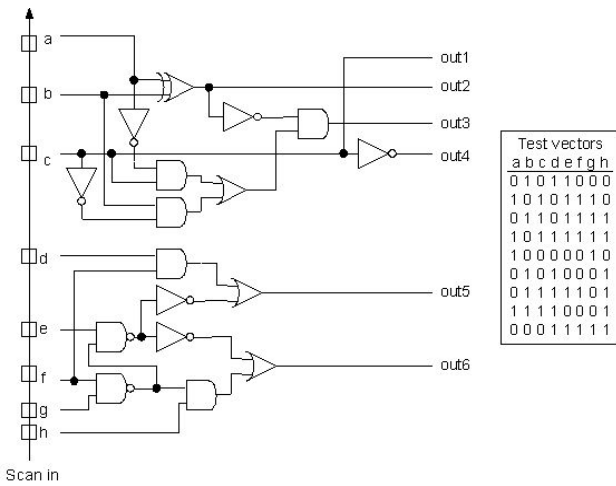 a
out1
b
out2
out3
c
out4
d
out5
e
f
out6
g
h
Scan in
Test vectors
a b c d e f g h
0 1 0 1 1 0 0 0
1 0 1 0 1 1 1 0
0 1 1 0 1 1 1 1
1 0 1 1 1 1 1 1
1 0 0 0 0 0 1 0
0 1 0 1 0 0 0 1
0 1 1 1 1 1 0 1
1 1 1 1 0 0 0 1
0 0 0 1 1 1 1 1